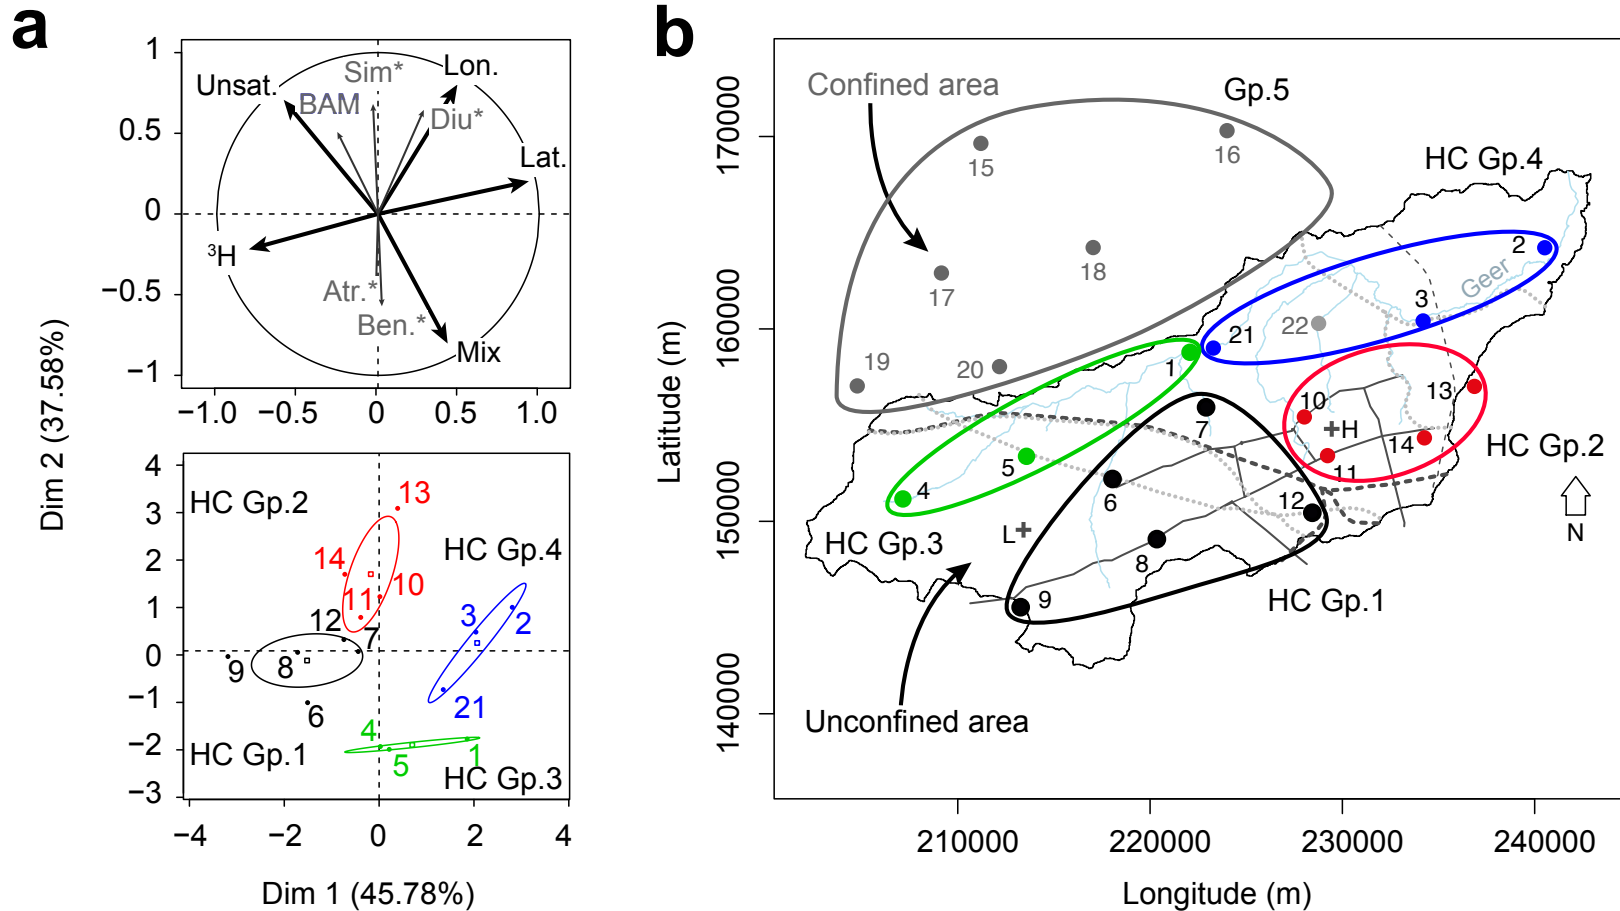 a
Dim 2 (37.58%)
1
0.5
0
−0.5
−1
−1.0
−0.5
0
0.5
1.0
Unsat.
BAM
Sim*
Lon.
Diu*
Lat.
³H
Atr.*
Ben.*
Mix
4
3
2
1
0
−1
−2
−3
−4
−2
0
2
4
HC Gp.2
13
14
10
11
HC Gp.4
3
2
21
12
7
9
8
6
HC Gp.1
4
5
1
HC Gp.3
Dim 1 (45.78%)
b
Latitude (m)
170000
160000
150000
140000
Confined area
Gp.5
15
16
17
18
19
20
HC Gp.4
2
Geer
3
22
21
1
10
13
H
14
11
HC Gp.2
N
7
5
4
6
12
L
HC Gp.3
8
9
HC Gp.1
Unconfined area
210000
220000
230000
240000
Longitude (m)